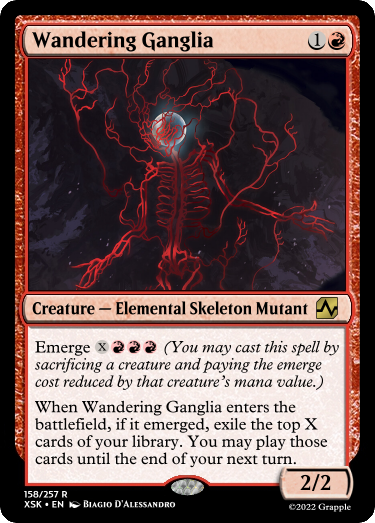 Wandering Ganglia 1
Creature — Elemental Skeleton Mutant
Emerge X (You may cast this spell by
sacrificing a creature and paying the emerge
cost reduced by that creature's mana value.)
When Wandering Ganglia enters the
battlefield, if it emerged, exile the top X
cards of your library. You may play those
cards until the end of your next turn.
2/2
158/257 R
XSK • EN Biagio D'Alessandro
©2022 Grapple